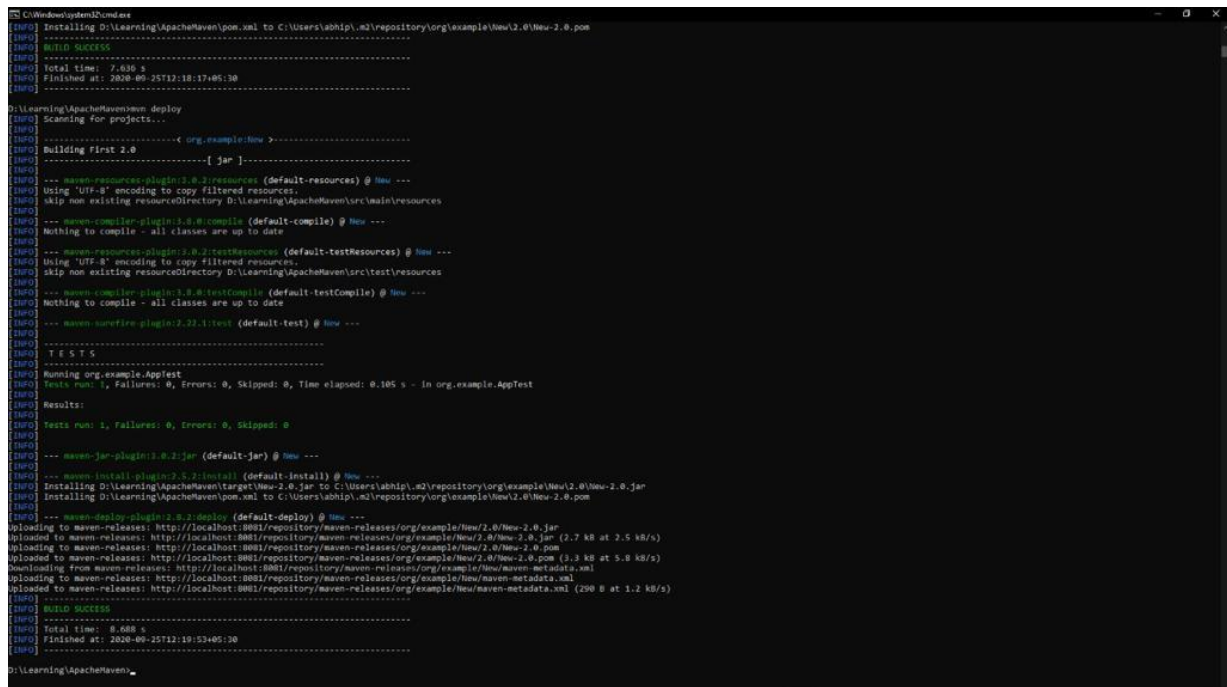 C:\Windows\system32\cmd.exe
[INFO] Installing D:\Learning\ApacheMaven\pom.xml to C:\Users\abhip\.m2\repository\org\example\New\2.0\New-2.0.pom
[INFO] ------------------------------------------------------------------------
[INFO] BUILD SUCCESS
[INFO] ------------------------------------------------------------------------
[INFO] Total time:  7.636 s
[INFO] Finished at: 2020-09-25T12:18:17+05:30
[INFO] ------------------------------------------------------------------------
D:\Learning\ApacheMaven>mvn deploy
[INFO] Scanning for projects...
[INFO]
[INFO] --------------------------< org.example:New >---------------------------
[INFO] Building First 2.0
[INFO] --------------------------------[ jar ]---------------------------------
[INFO]
[INFO] --- maven-resources-plugin:3.0.2:resources (default-resources) @ New ---
[INFO] Using 'UTF-8' encoding to copy filtered resources.
[INFO] skip non existing resourceDirectory D:\Learning\ApacheMaven\src\main\resources
[INFO]
[INFO] --- maven-compiler-plugin:3.8.0:compile (default-compile) @ New ---
[INFO] Nothing to compile - all classes are up to date
[INFO]
[INFO] --- maven-resources-plugin:3.0.2:testResources (default-testResources) @ New ---
[INFO] Using 'UTF-8' encoding to copy filtered resources.
[INFO] skip non existing resourceDirectory D:\Learning\ApacheMaven\src\test\resources
[INFO]
[INFO] --- maven-compiler-plugin:3.8.0:testCompile (default-testCompile) @ New ---
[INFO] Nothing to compile - all classes are up to date
[INFO]
[INFO] --- maven-surefire-plugin:2.22.1:test (default-test) @ New ---
[INFO]
[INFO] -------------------------------------------------------
[INFO]  T E S T S
[INFO] -------------------------------------------------------
[INFO] Running org.example.AppTest
[INFO] Tests run: 1, Failures: 0, Errors: 0, Skipped: 0, Time elapsed: 0.105 s - in org.example.AppTest
[INFO]
[INFO] Results:
[INFO]
[INFO] Tests run: 1, Failures: 0, Errors: 0, Skipped: 0
[INFO]
[INFO]
[INFO] --- maven-jar-plugin:3.0.2:jar (default-jar) @ New ---
[INFO]
[INFO] --- maven-install-plugin:2.5.2:install (default-install) @ New ---
[INFO] Installing D:\Learning\ApacheMaven\target\New-2.0.jar to C:\Users\abhip\.m2\repository\org\example\New\2.0\New-2.0.jar
[INFO] Installing D:\Learning\ApacheMaven\pom.xml to C:\Users\abhip\.m2\repository\org\example\New\2.0\New-2.0.pom
[INFO]
[INFO] --- maven-deploy-plugin:2.8.2:deploy (default-deploy) @ New ---
Uploading to maven-releases: http://localhost:8081/repository/maven-releases/org/example/New/2.0/New-2.0.jar
Uploaded to maven-releases: http://localhost:8081/repository/maven-releases/org/example/New/2.0/New-2.0.jar (2.7 kB at 2.5 kB/s)
Uploading to maven-releases: http://localhost:8081/repository/maven-releases/org/example/New/2.0/New-2.0.pom
Uploaded to maven-releases: http://localhost:8081/repository/maven-releases/org/example/New/2.0/New-2.0.pom (3.3 kB at 5.8 kB/s)
Downloading from maven-releases: http://localhost:8081/repository/maven-releases/org/example/New/maven-metadata.xml
Uploading to maven-releases: http://localhost:8081/repository/maven-releases/org/example/New/maven-metadata.xml
Uploaded to maven-releases: http://localhost:8081/repository/maven-releases/org/example/New/maven-metadata.xml (290 B at 1.2 kB/s)
[INFO] ------------------------------------------------------------------------
[INFO] BUILD SUCCESS
[INFO] ------------------------------------------------------------------------
[INFO] Total time:  8.688 s
[INFO] Finished at: 2020-09-25T12:19:53+05:30
[INFO] ------------------------------------------------------------------------
D:\Learning\ApacheMaven>